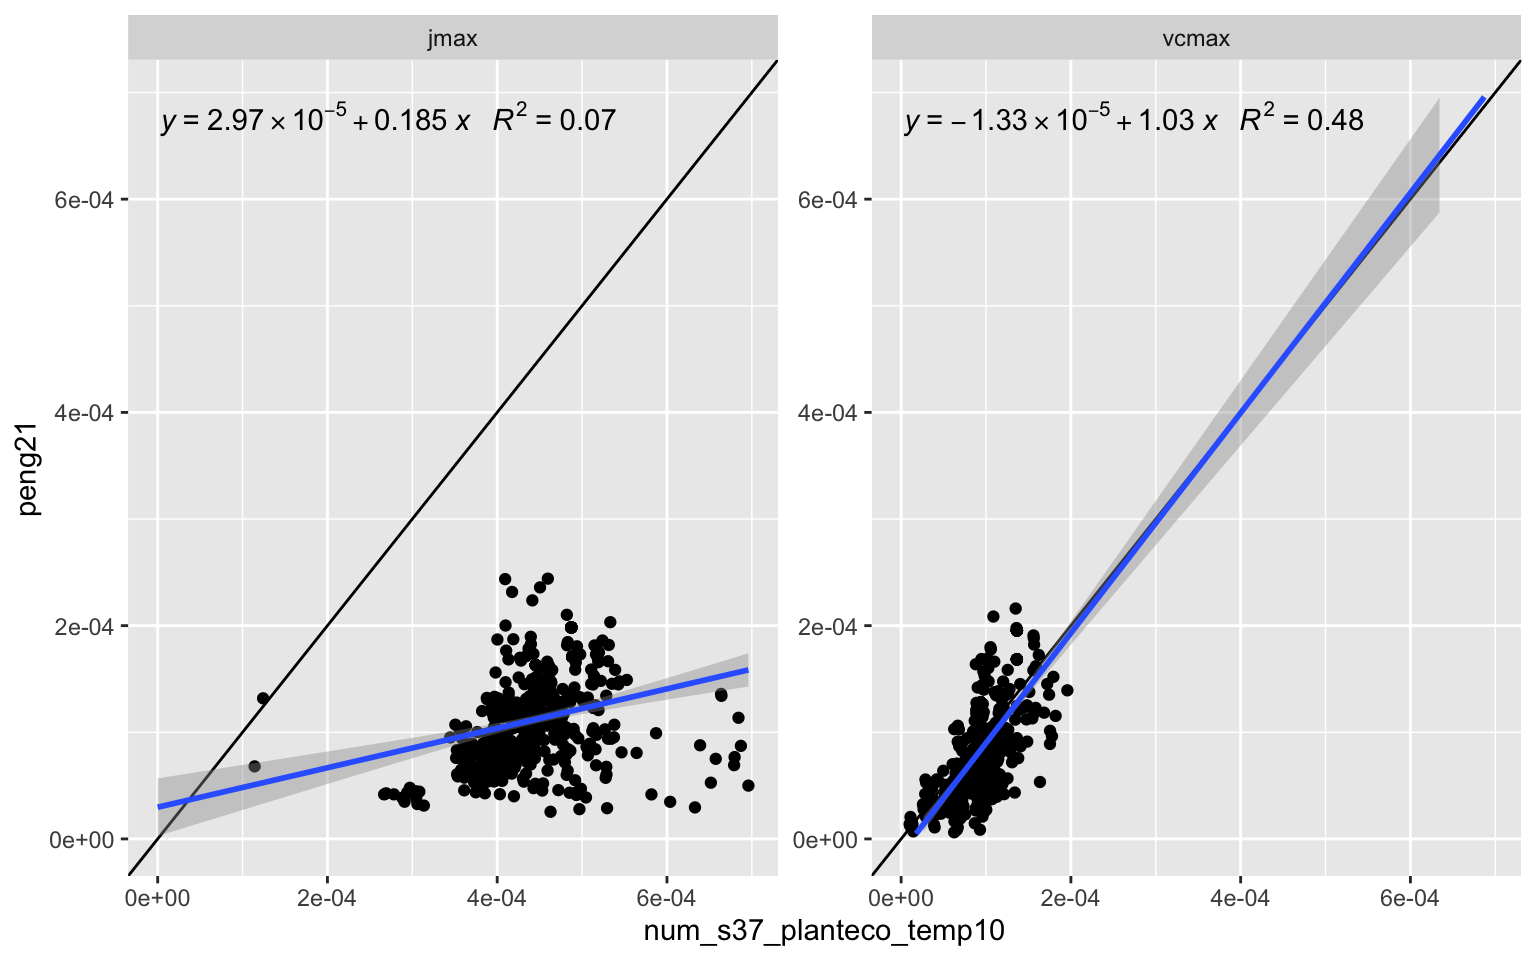 jmax
vcmax
y = 2.97 × 10⁻⁵ + 0.185 x R² = 0.07
y = − 1.33 × 10⁻⁵ + 1.03 x R² = 0.48
6e-04
4e-04
2e-04
0e+00
6e-04
4e-04
2e-04
0e+00
peng21
0e+00 2e-04 4e-04 6e-04
0e+00 2e-04 4e-04 6e-04
num_s37_planteco_temp10